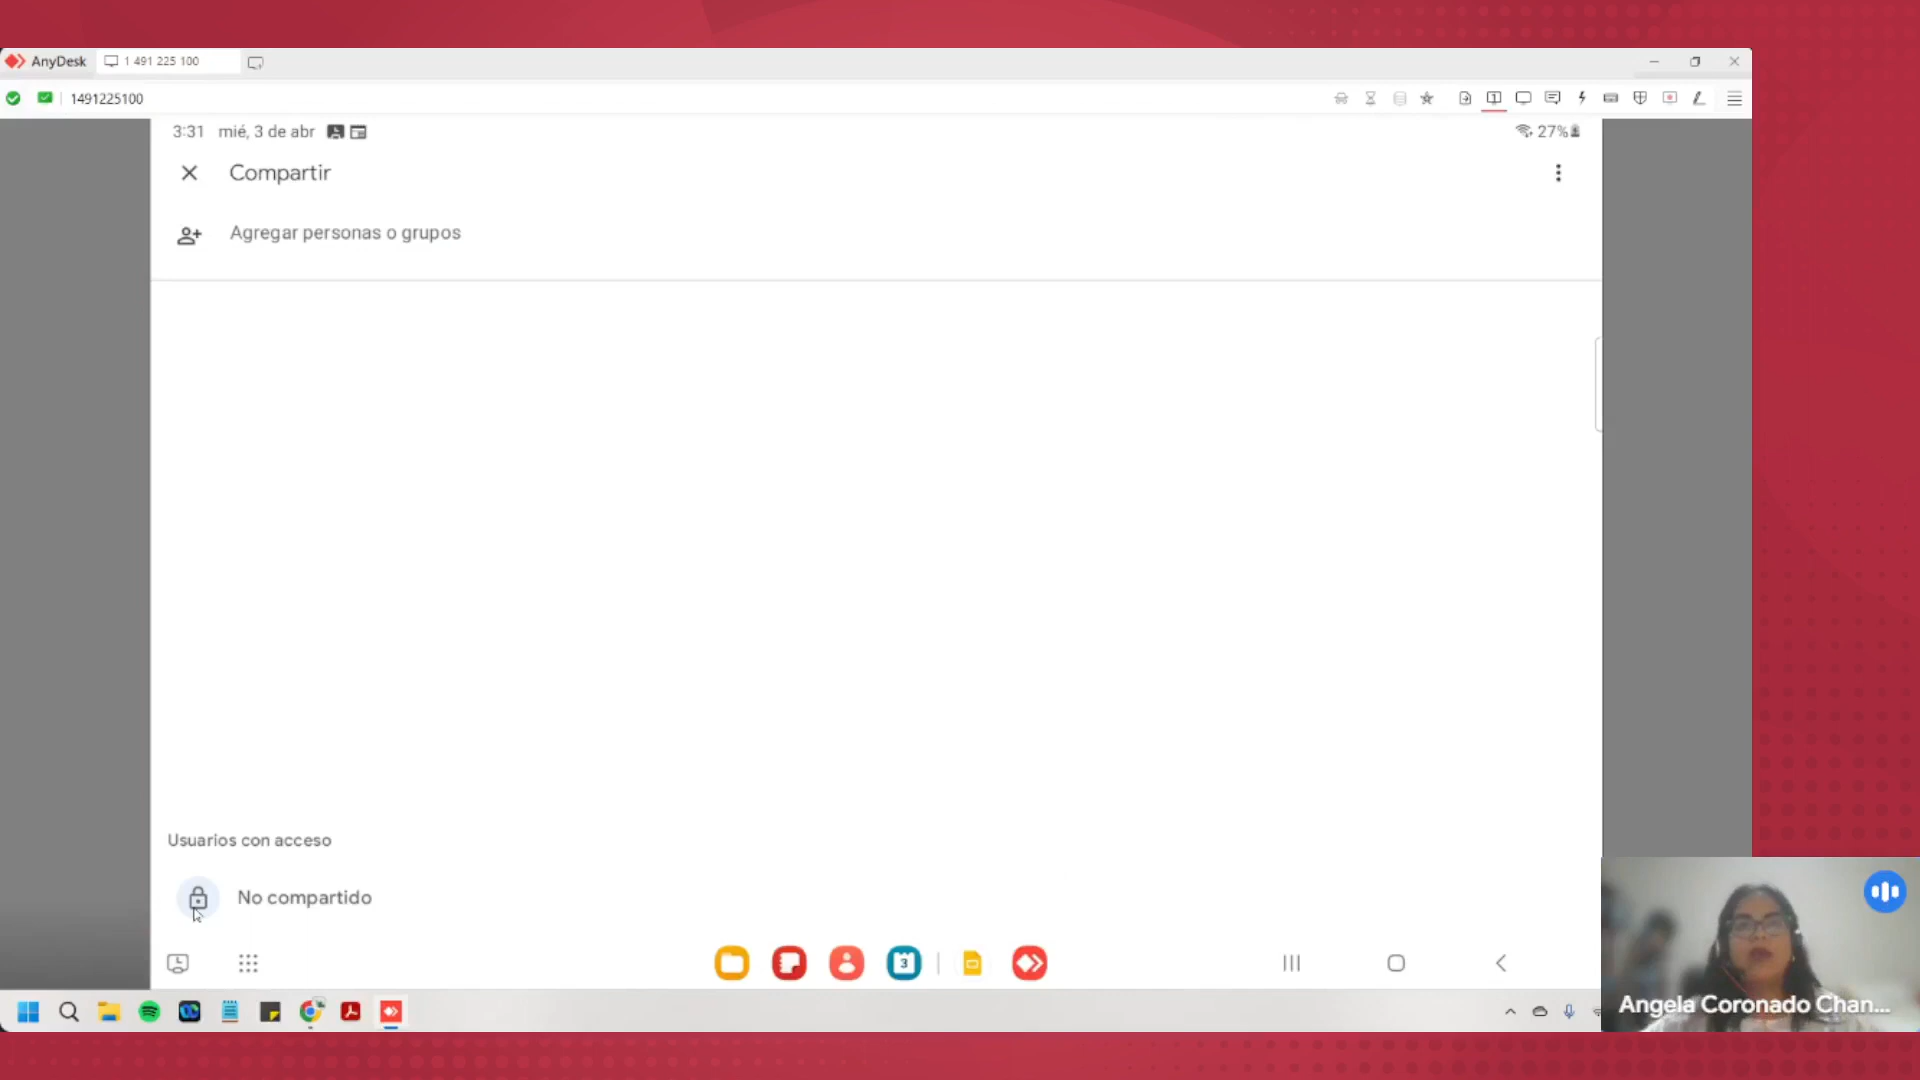 AnyDesk
1 491 225 100
1491225100
3:31 mié, 3 de abr
27%
Compartir
Agregar personas o grupos
Usuarios con acceso
No compartido
3
Angela Coronado Chan...